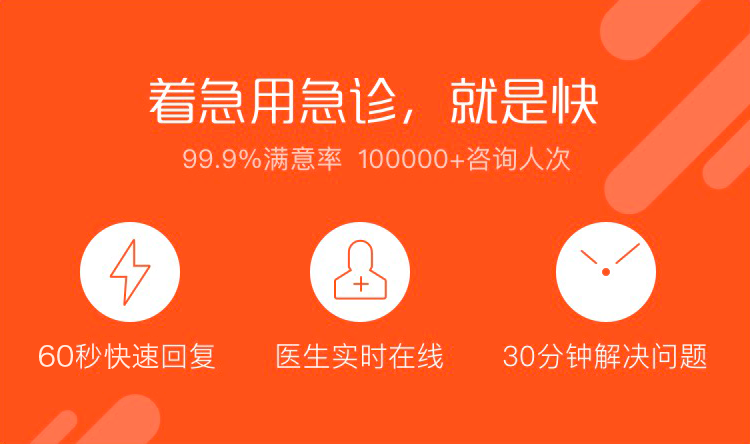 着急用急诊，就是快
99.9%满意率 100000+咨询人次
60秒快速回复
医生实时在线
30分钟解决问题